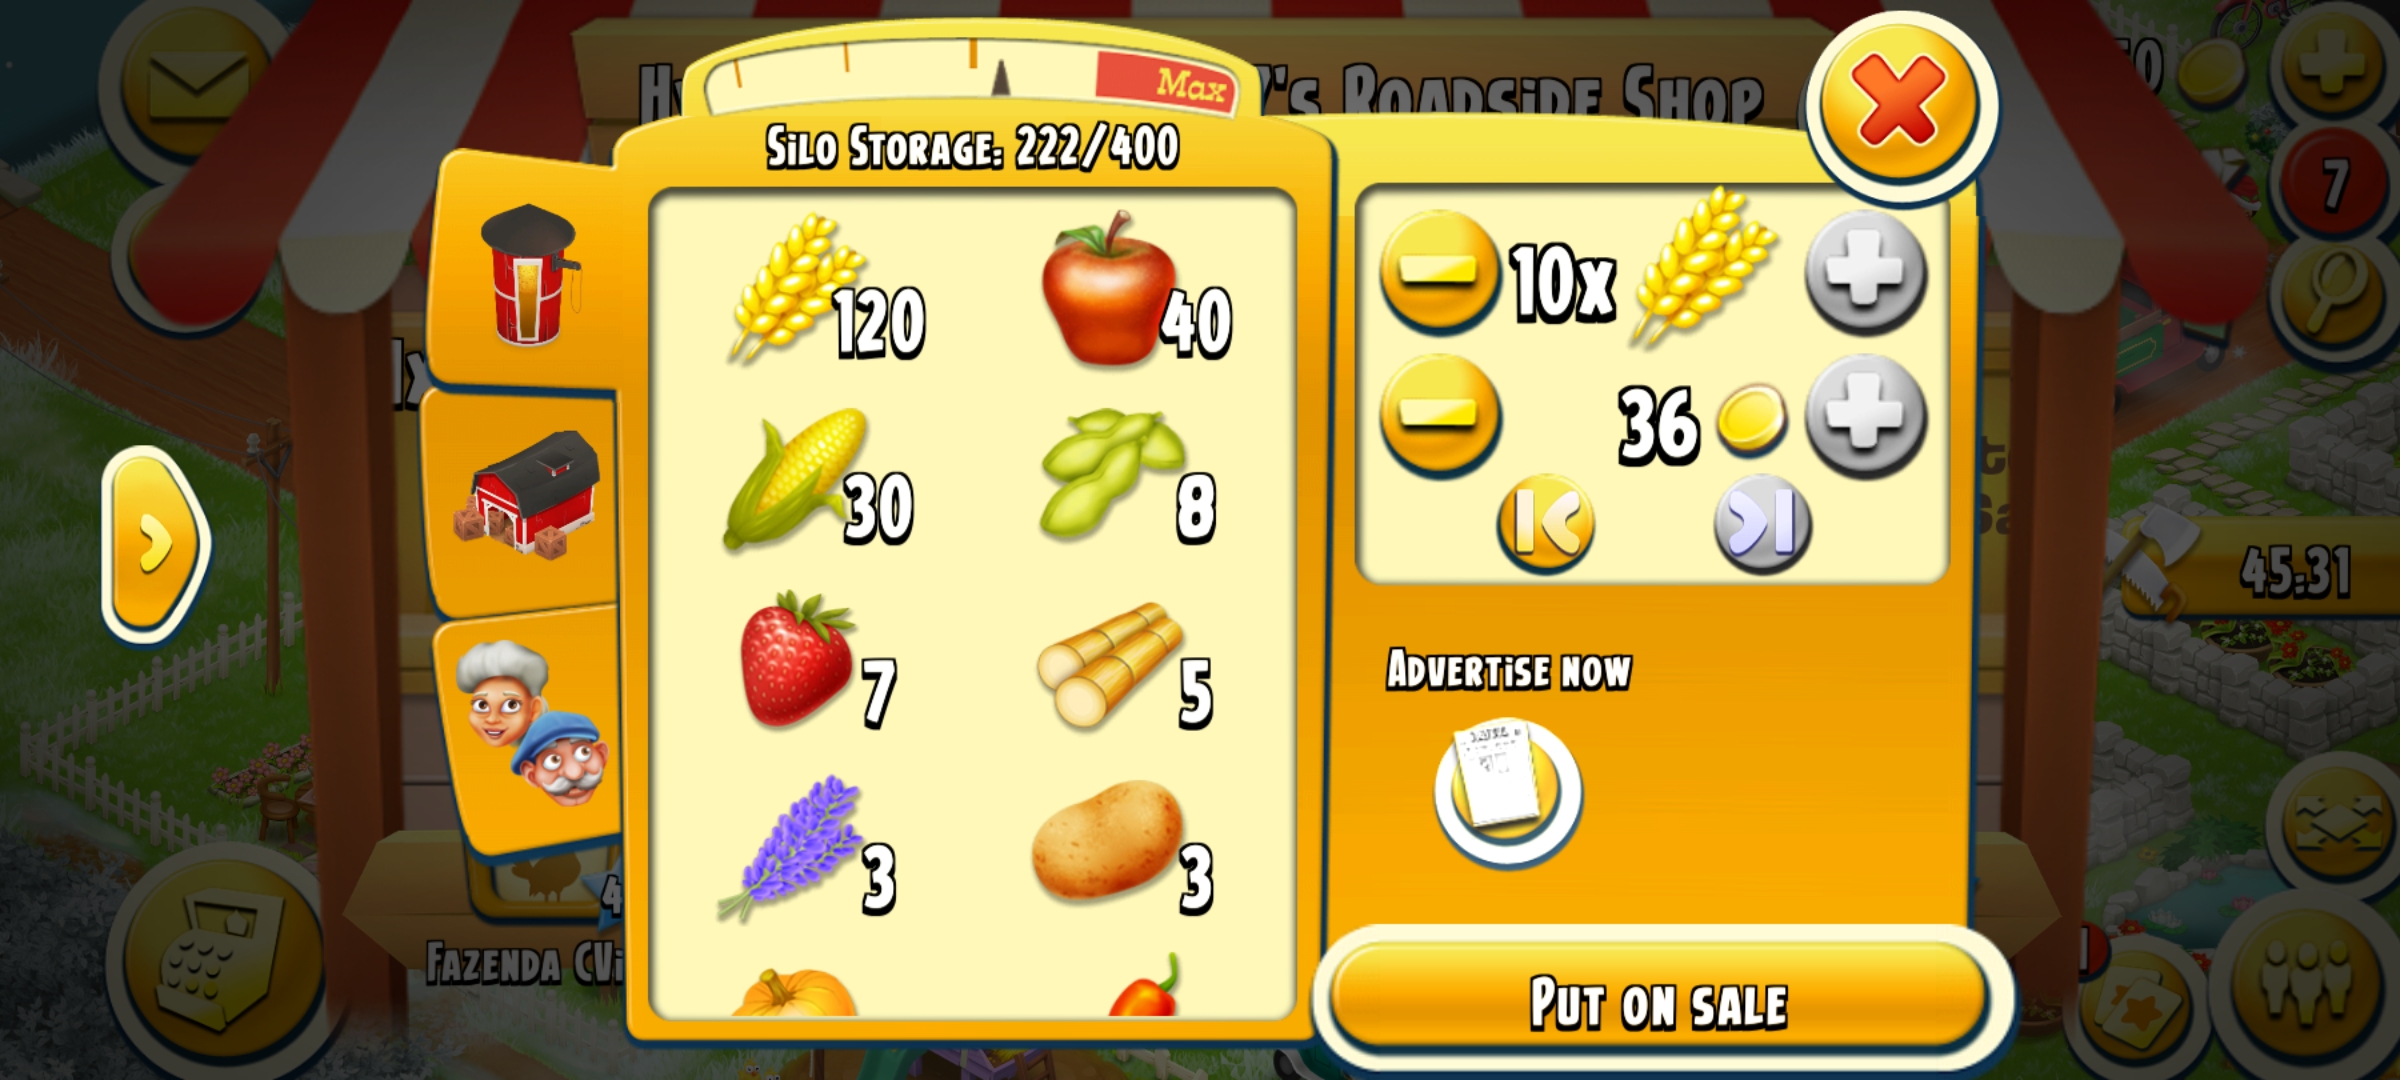 Max
'S ROADSIDE SHOP
SILO STORAGE: 222/400
7
120
40
10x
36
30
8
45:31
7
5
ADVERTISE NOW
3
3
FAZENDA CVi
PUT ON SALE